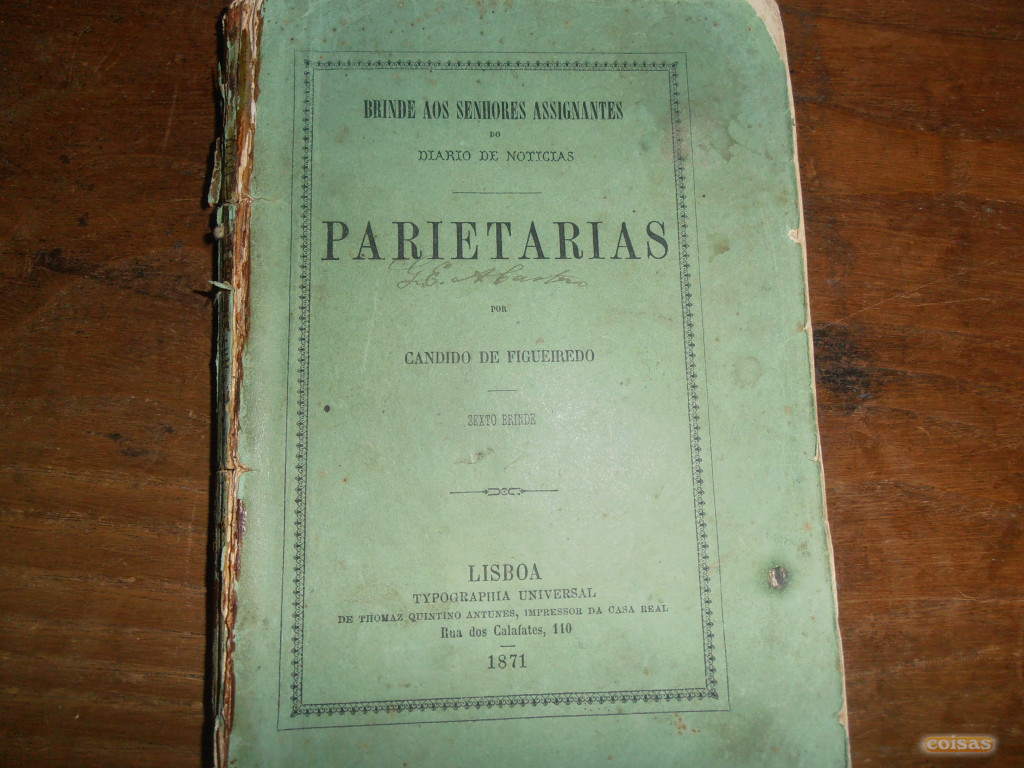 BRINDE AOS SENHORES ASSIGNANTES
DO
DIARIO DE NOTICIAS
PARIETARIAS
G. E. A. Castro
POR
CANDIDO DE FIGUEIREDO
SEXTO BRINDE
LISBOA
TYPOGRAPHIA UNIVERSAL
DE THOMAZ QUINTINO ANTUNES, IMPRESSOR DA CASA REAL
Rua dos Calafates, 110
1871
coisas